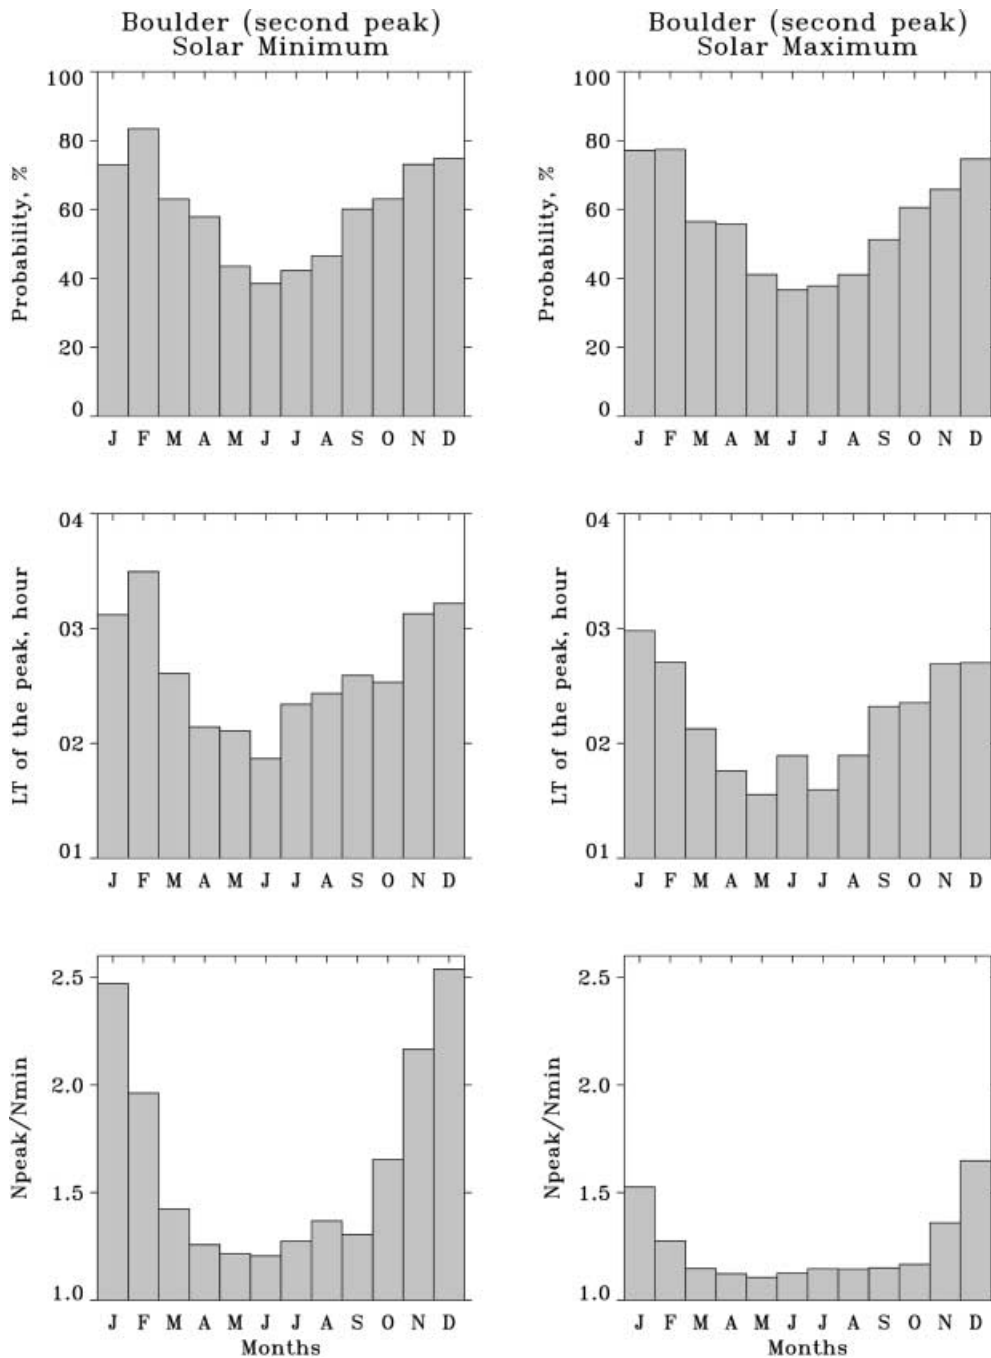 Boulder (second peak)
Solar Minimum
100
80
60
40
20
0
Probability, %
J F M A M J J A S O N D
Boulder (second peak)
Solar Maximum
100
80
60
40
20
0
Probability, %
J F M A M J J A S O N D
04
03
02
01
LT of the peak, hour
J F M A M J J A S O N D
04
03
02
01
LT of the peak, hour
J F M A M J J A S O N D
2.5
2.0
1.5
1.0
Npeak/Nmin
J F M A M J J A S O N D
Months
2.5
2.0
1.5
1.0
Npeak/Nmin
J F M A M J J A S O N D
Months